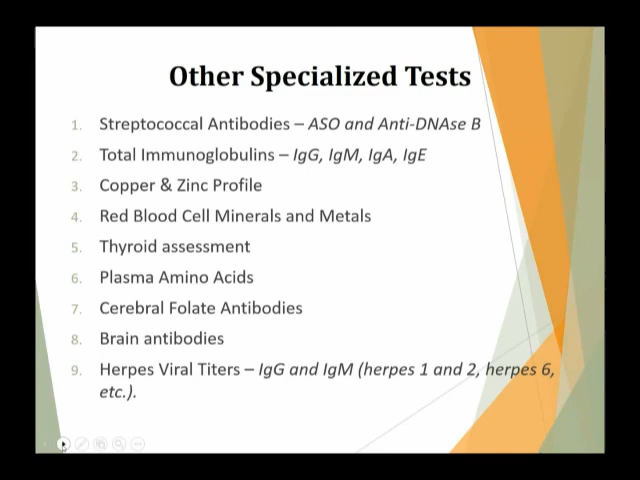 Other Specialized Tests
1. Streptococcal Antibodies – ASO and Anti-DNAse B
2. Total Immunoglobulins – IgG, IgM, IgA, IgE
3. Copper & Zinc Profile
4. Red Blood Cell Minerals and Metals
5. Thyroid assessment
6. Plasma Amino Acids
7. Cerebral Folate Antibodies
8. Brain antibodies
9. Herpes Viral Titers – IgG and IgM (herpes 1 and 2, herpes 6,
etc.).